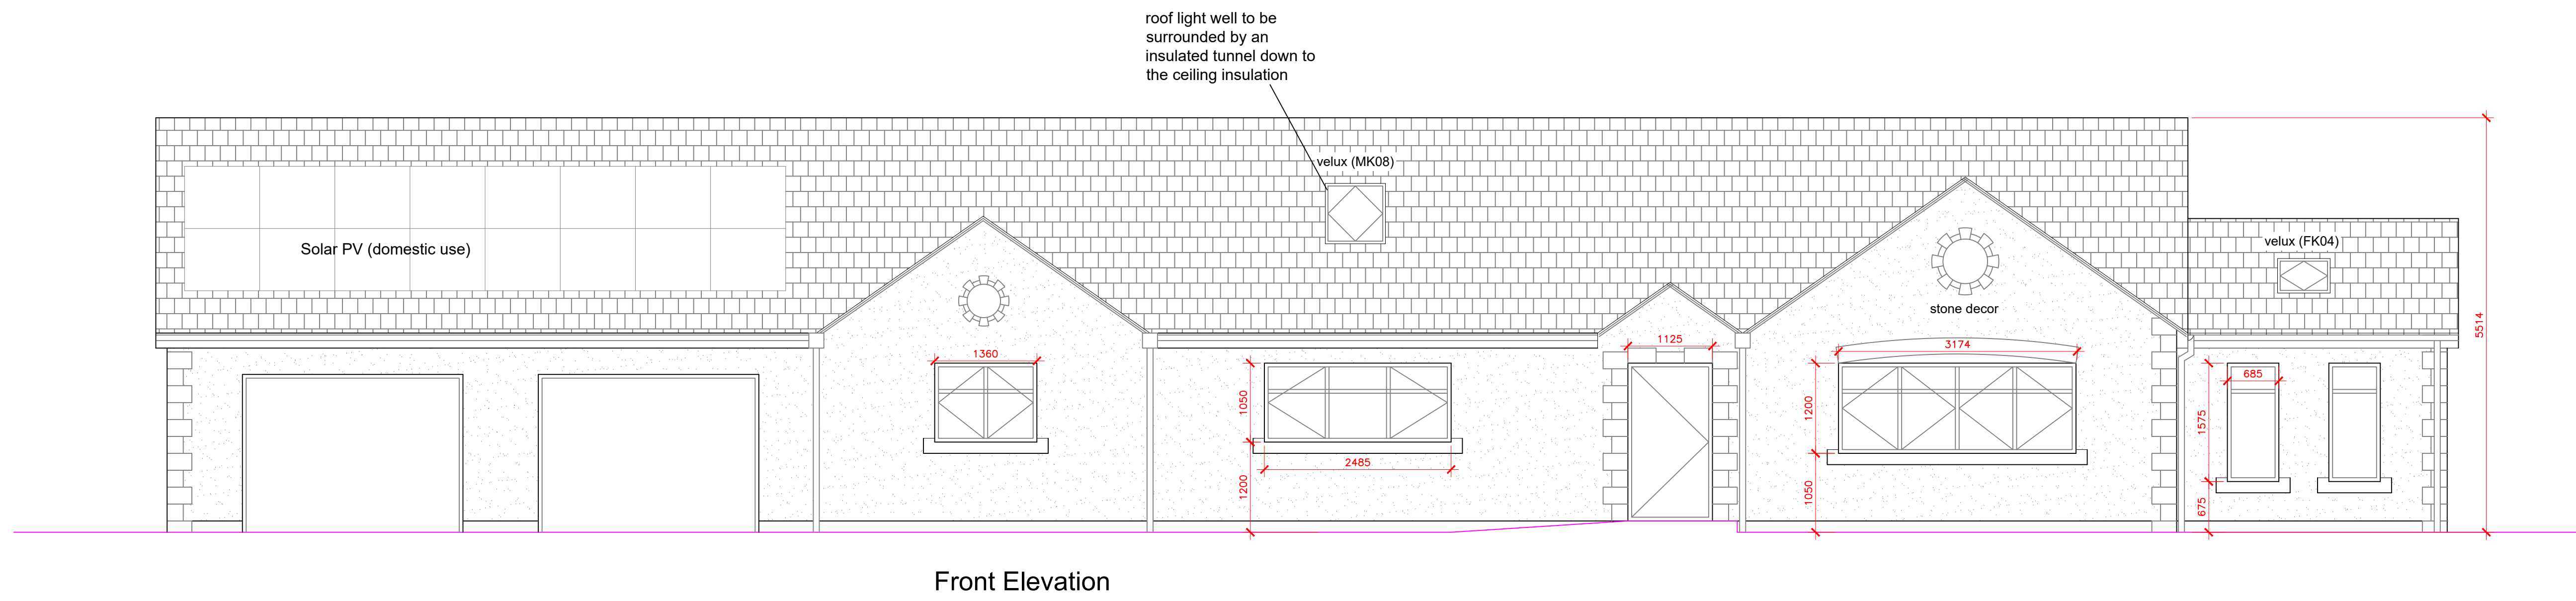 roof light well to be
surrounded by an
insulated tunnel down to
the ceiling insulation
velux (MK08)
Solar PV (domestic use)
velux (FK04)
stone decor
5514
1360
1125
3174
685
1050
1200
1575
2485
1200
1050
675
Front Elevation